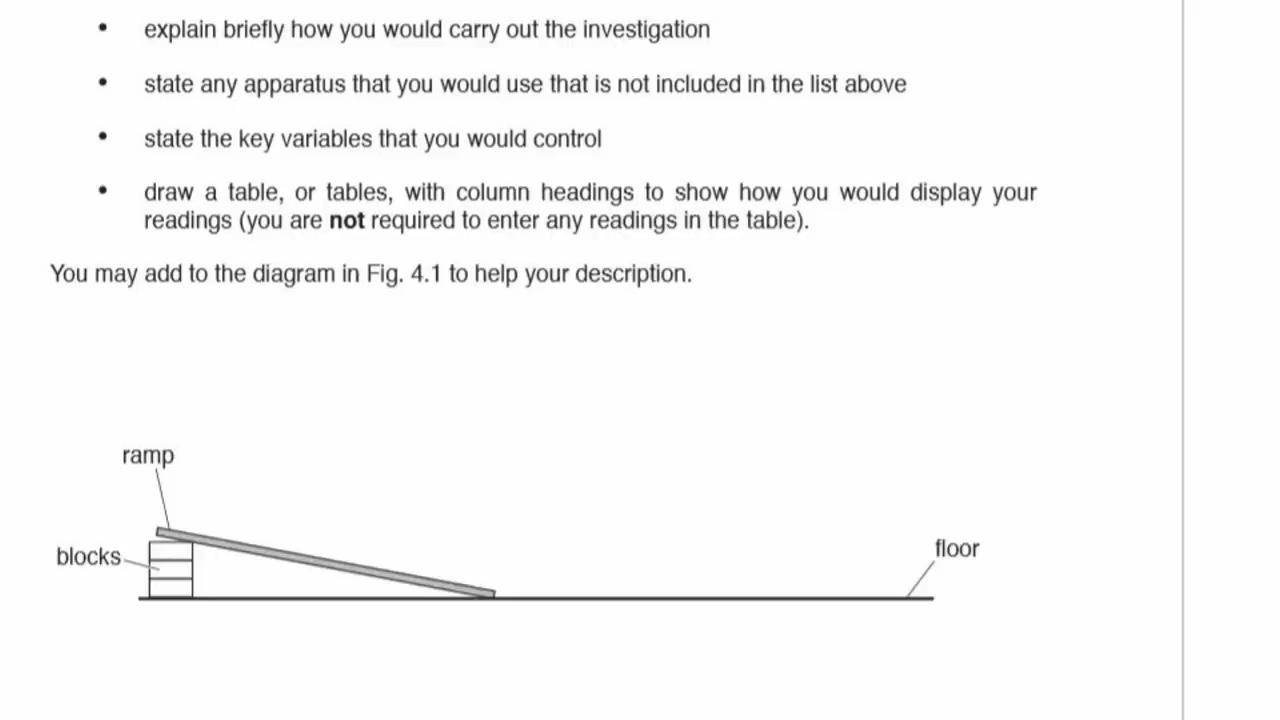 • explain briefly how you would carry out the investigation
• state any apparatus that you would use that is not included in the list above
• state the key variables that you would control
• draw a table, or tables, with column headings to show how you would display your
readings (you are not required to enter any readings in the table).
You may add to the diagram in Fig. 4.1 to help your description.
ramp
blocks
floor